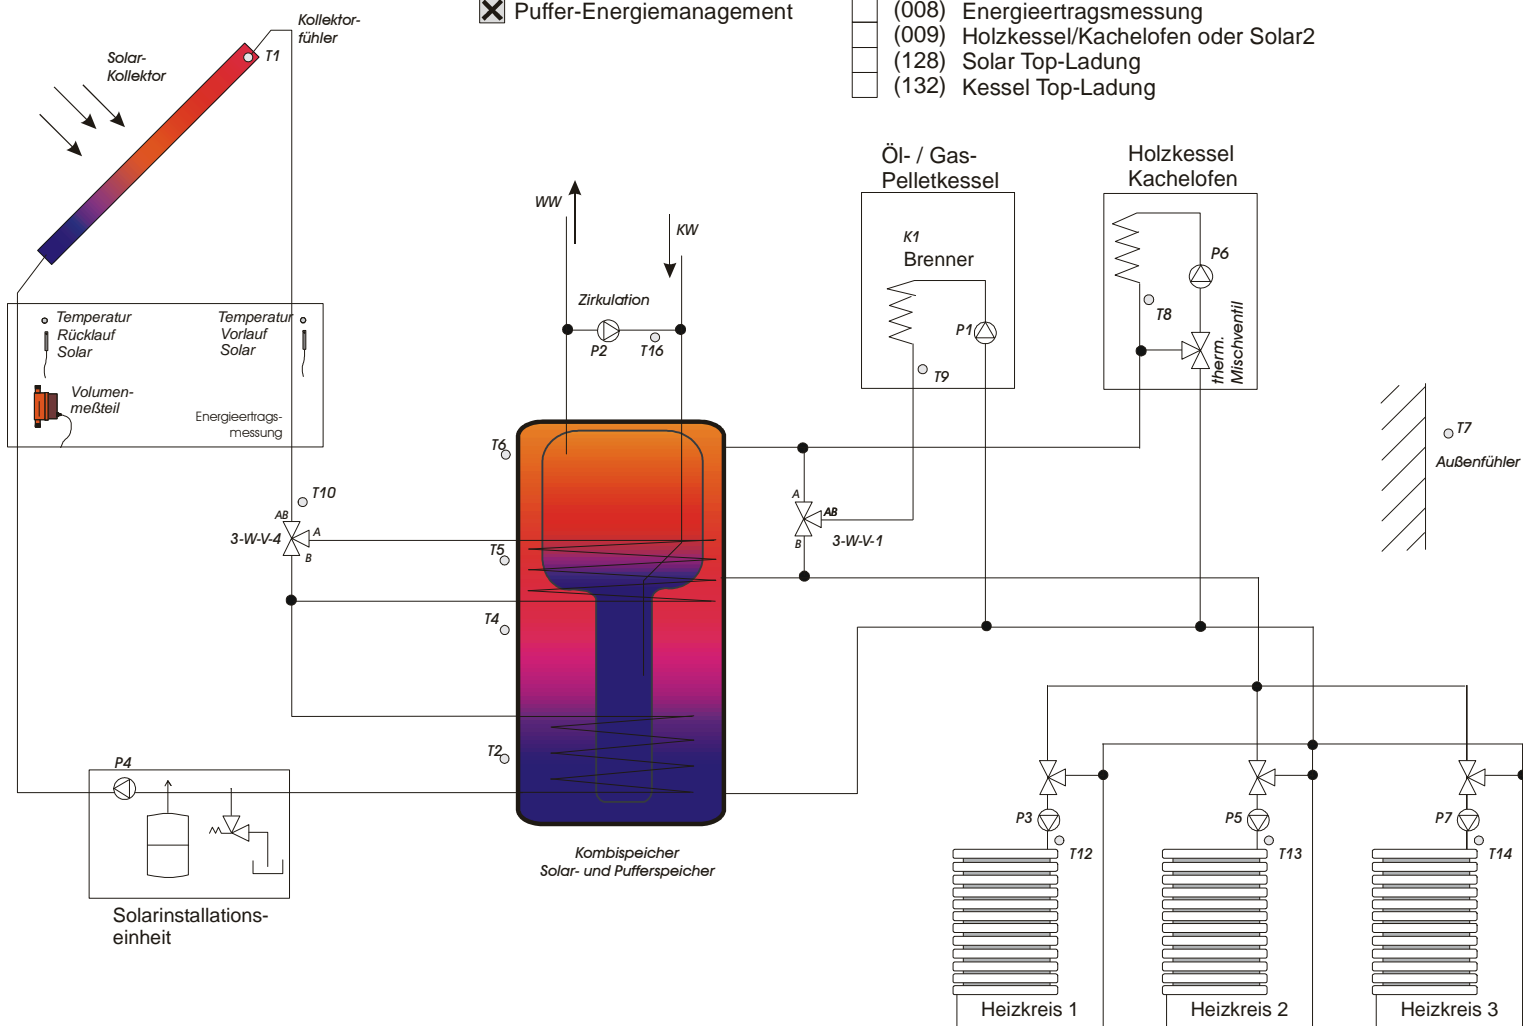 Puffer-Energiemanagement
(008) Energieertragsmessung
(009) Holzkessel/Kachelofen oder Solar2
(128) Solar Top-Ladung
(132) Kessel Top-Ladung
Kollektor-
fühler
T1
Solar-
Kollektor
Öl- / Gas-
Pelletkessel
Holzkessel
Kachelofen
WW
KW
K1
Brenner
P6
Zirkulation
P2
T16
P1
T9
T8
therm.
Mischventil
Temperatur
Rücklauf
Solar
Temperatur
Vorlauf
Solar
Volumen-
meßteil
Energieertrags-
messung
T6
T7
Außenfühler
T10
AB
A
B
3-W-V-4
A
AB
B
3-W-V-1
T5
T4
T2
P4
Solarinstallations-
einheit
Kombispeicher
Solar- und Pufferspeicher
P3
T12
P5
T13
P7
T14
Heizkreis 1
Heizkreis 2
Heizkreis 3